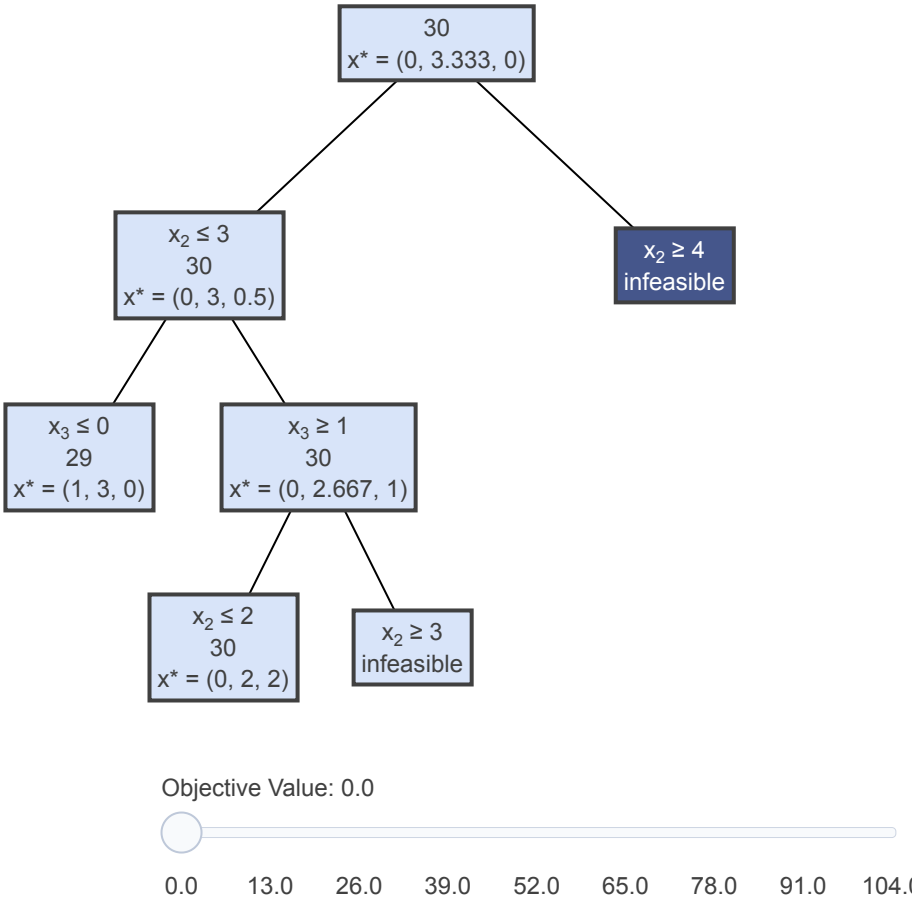 30
x* = (0, 3.333, 0)
x₂ ≤ 3
30
x* = (0, 3, 0.5)
x₂ ≥ 4
infeasible
x₃ ≤ 0
29
x* = (1, 3, 0)
x₃ ≥ 1
30
x* = (0, 2.667, 1)
x₂ ≤ 2
30
x* = (0, 2, 2)
x₂ ≥ 3
infeasible
Objective Value: 0.0
0.0 13.0 26.0 39.0 52.0 65.0 78.0 91.0 104.0